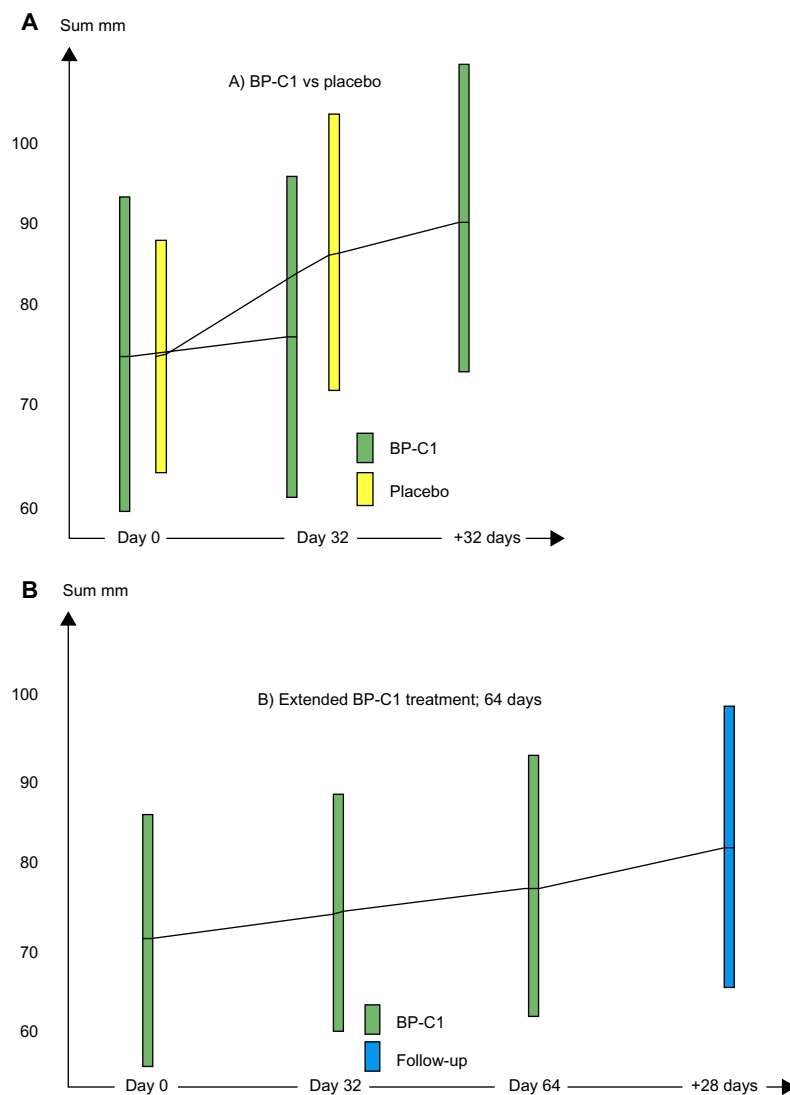 A
Sum mm
A) BP-C1 vs placebo
100
90
80
70
60
BP-C1
Placebo
Day 0
Day 32
+32 days
B
Sum mm
B) Extended BP-C1 treatment; 64 days
100
90
80
70
60
BP-C1
Follow-up
Day 0
Day 32
Day 64
+28 days